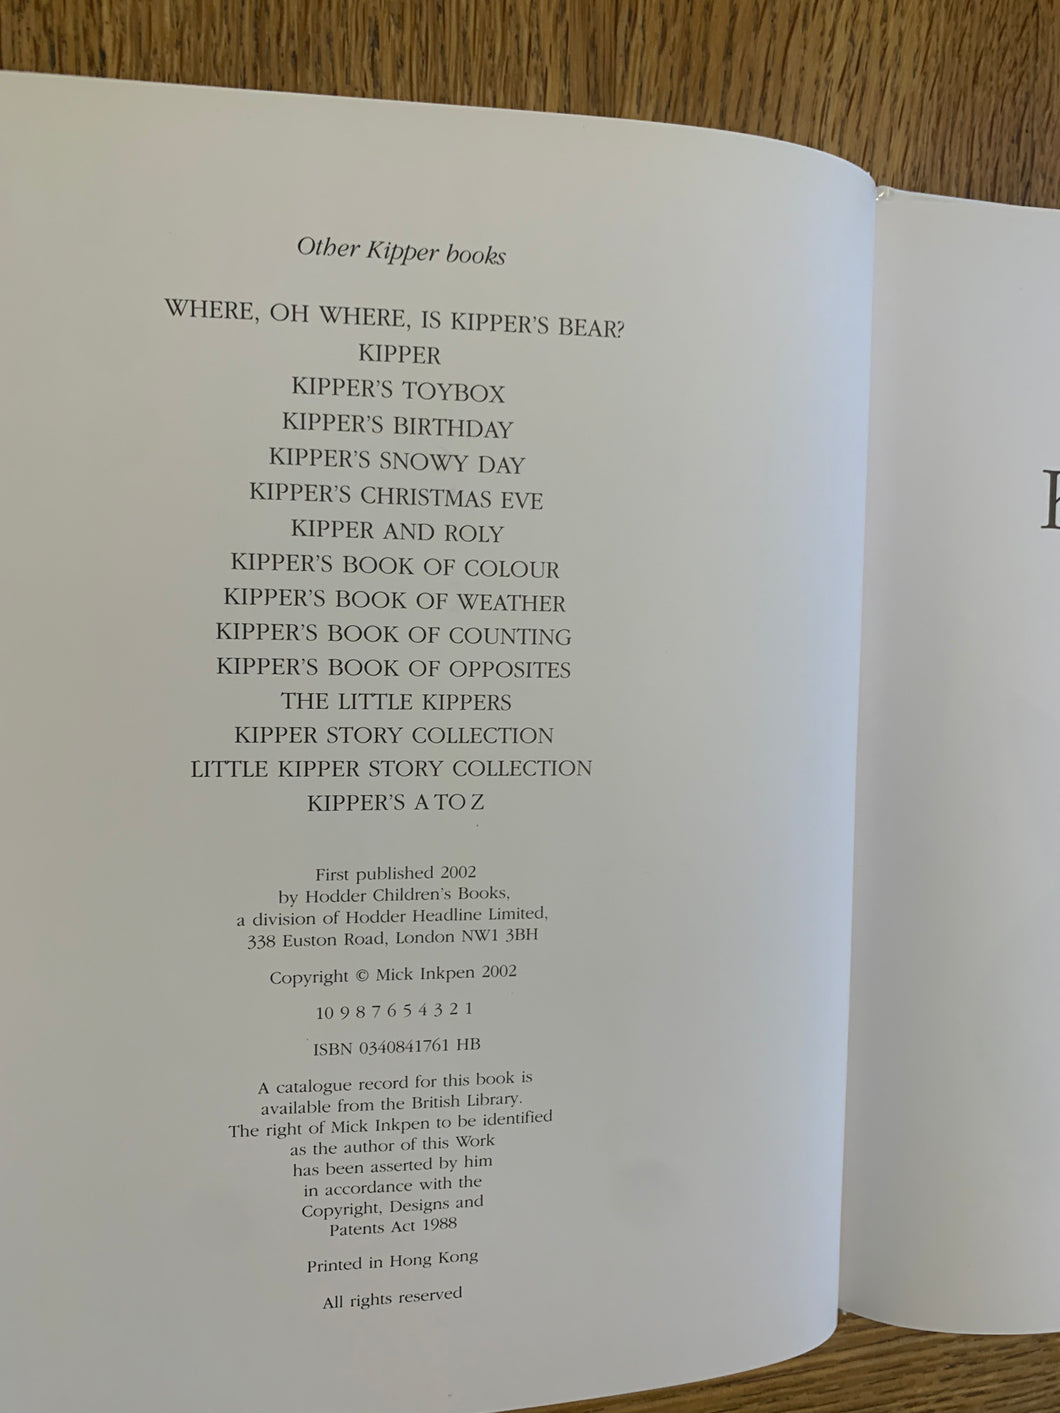 Other Kipper books
WHERE, OH WHERE, IS KIPPER'S BEAR?
KIPPER
KIPPER'S TOYBOX
KIPPER'S BIRTHDAY
KIPPER'S SNOWY DAY
KIPPER'S CHRISTMAS EVE
KIPPER AND ROLY
KIPPER'S BOOK OF COLOUR
KIPPER'S BOOK OF WEATHER
KIPPER'S BOOK OF COUNTING
KIPPER'S BOOK OF OPPOSITES
THE LITTLE KIPPERS
KIPPER STORY COLLECTION
LITTLE KIPPER STORY COLLECTION
KIPPER'S A TO Z
First published 2002
by Hodder Children's Books,
a division of Hodder Headline Limited,
338 Euston Road, London NW1 3BH
Copyright © Mick Inkpen 2002
10 9 8 7 6 5 4 3 2 1
ISBN 0340841761 HB
A catalogue record for this book is
available from the British Library.
The right of Mick Inkpen to be identified
as the author of this Work
has been asserted by him
in accordance with the
Copyright, Designs and
Patents Act 1988
Printed in Hong Kong
All rights reserved